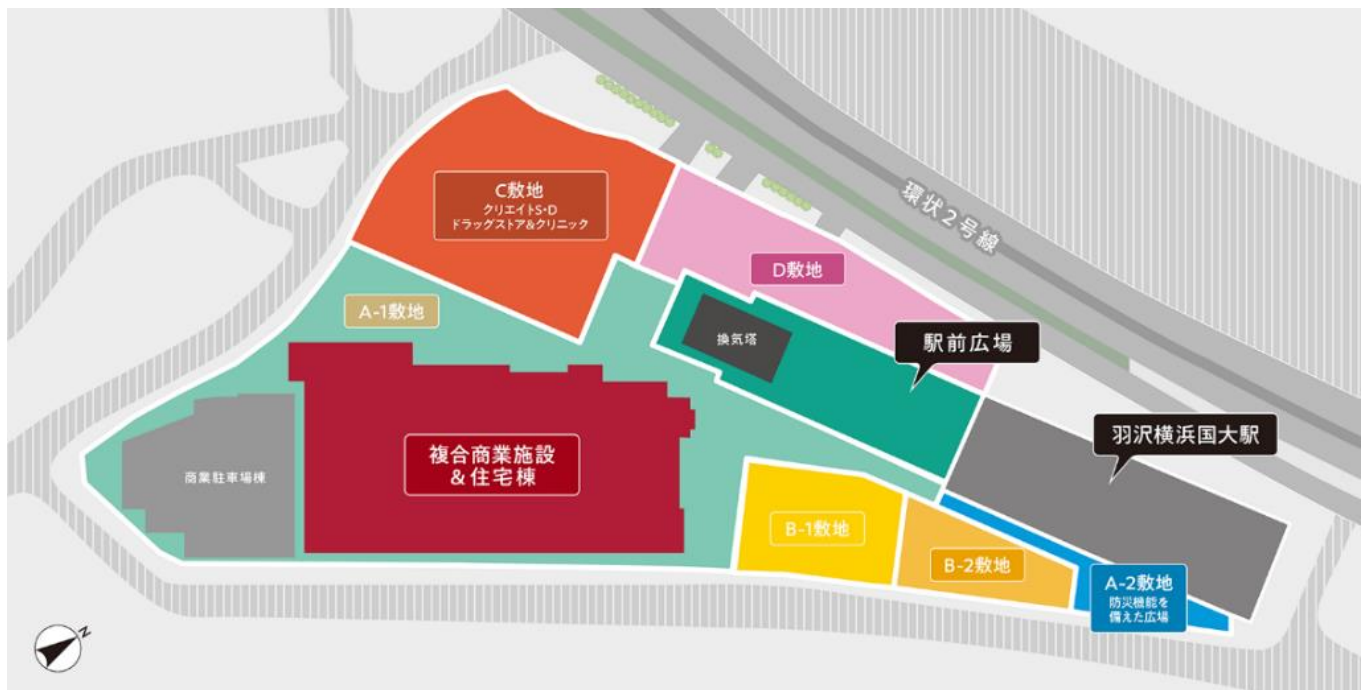 C敷地
クリエイトS・D
ドラッグストア&クリニック
環状2号線
D敷地
A-1敷地
換気塔
駅前広場
羽沢横浜国大駅
複合商業施設
&住宅棟
商業駐車場棟
B-1敷地
B-2敷地
A-2敷地
防災機能を
備えた広場
N